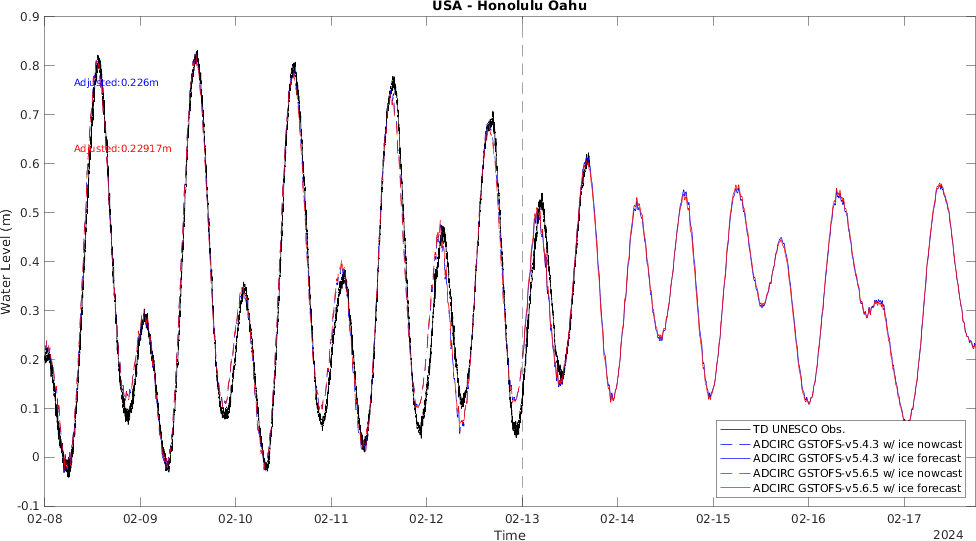 USA - Honolulu Oahu
0.9
0.8
0.7
0.6
0.5
0.4
0.3
0.2
0.1
0
-0.1
Water Level (m)
Adjusted:0.226m
Adjusted:0.22917m
TD UNESCO Obs.
ADCIRC GSTOFS-v5.4.3 w/ ice nowcast
ADCIRC GSTOFS-v5.4.3 w/ ice forecast
ADCIRC GSTOFS-v5.6.5 w/ ice nowcast
ADCIRC GSTOFS-v5.6.5 w/ ice forecast
02-08 02-09 02-10 02-11 02-12 02-13 02-14 02-15 02-16 02-17
Time
2024